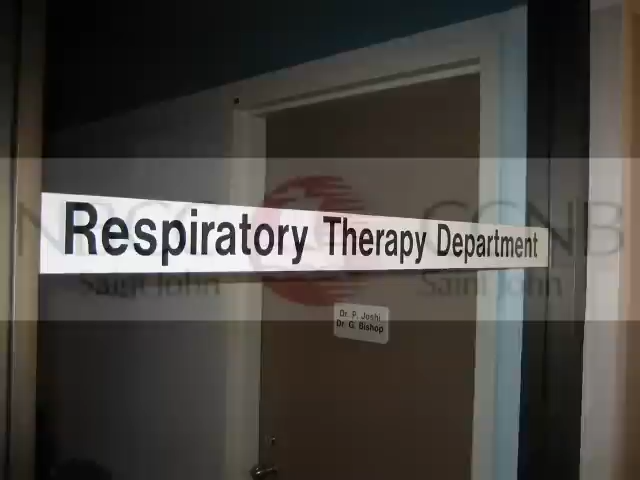 NBCC CCNB
Respiratory Therapy Department
Saint John Saint John
Dr. P. Joshi
Dr. G. Bishop